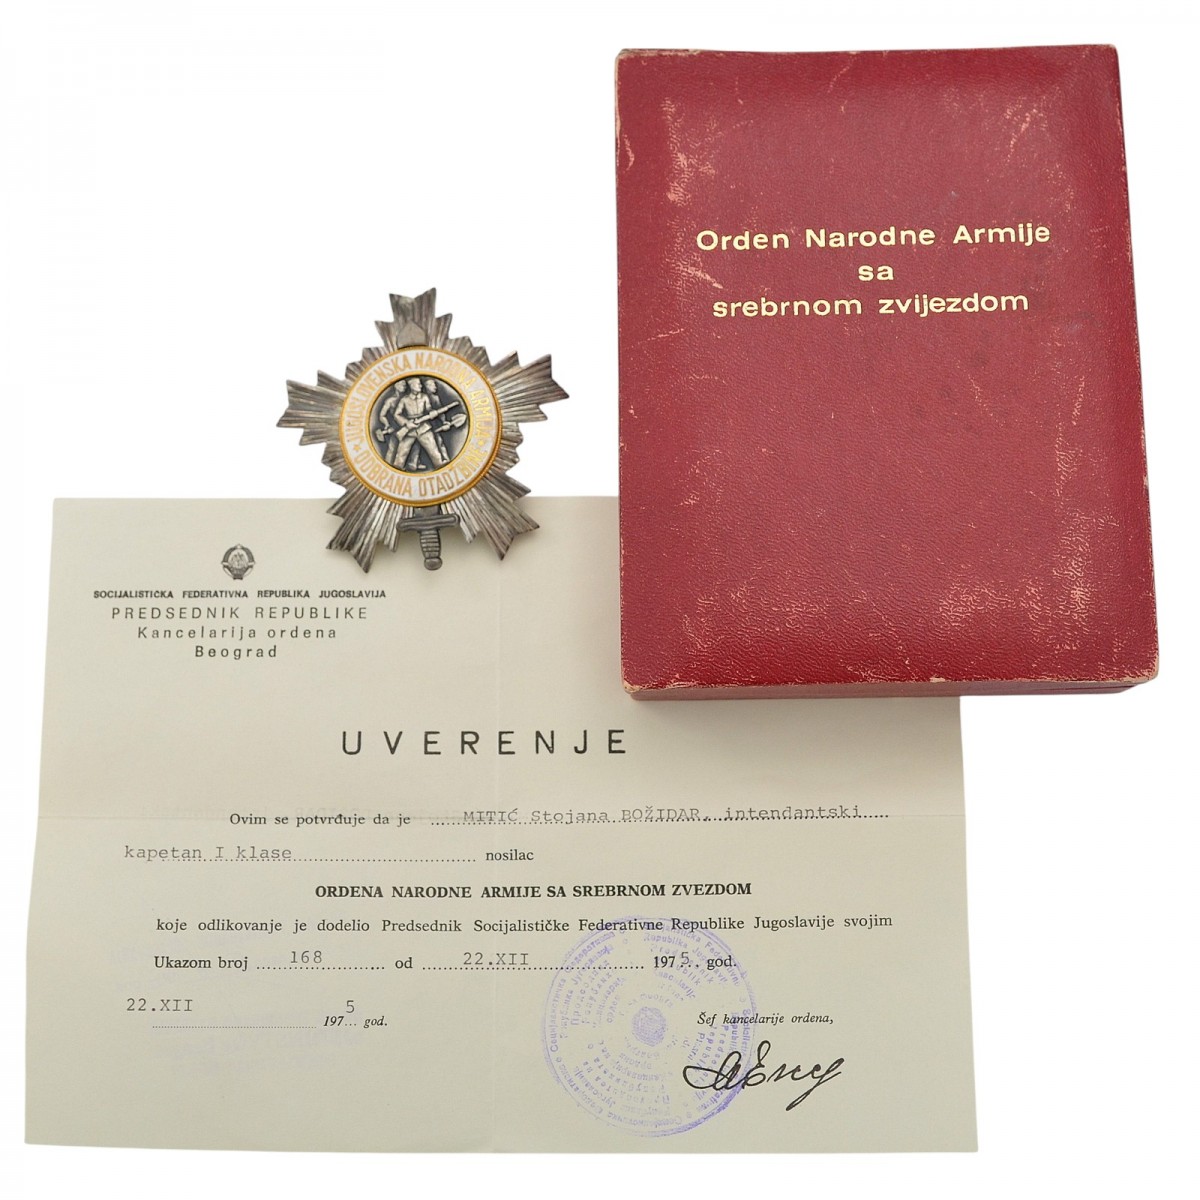 Orden Narodne Armije
sa
srebrnom zvijezdom
JUGOSLOVENSKA NARODNA ARMIJA
ODBRANA OTADŽBINE
SOCIJALISTIČKA FEDERATIVNA REPUBLIKA JUGOSLAVIJA
PREDSEDNIK REPUBLIKE
Kancelarija ordena
Beograd
UVERENJE
Ovim se potvrđuje da je MITIĆ Stojana BOŽIDAR, intendantski
kapetan I klase nosilac
ORDENA NARODNE ARMIJE SA SREBRNOM ZVEZDOM
koje odlikovanje je dodelio Predsednik Socijalističke Federativne Republike Jugoslavije svojim
Ukazom broj 168 od 22.XII 1975. god.
22.XII 1975 god.
Šef kancelarije ordena,